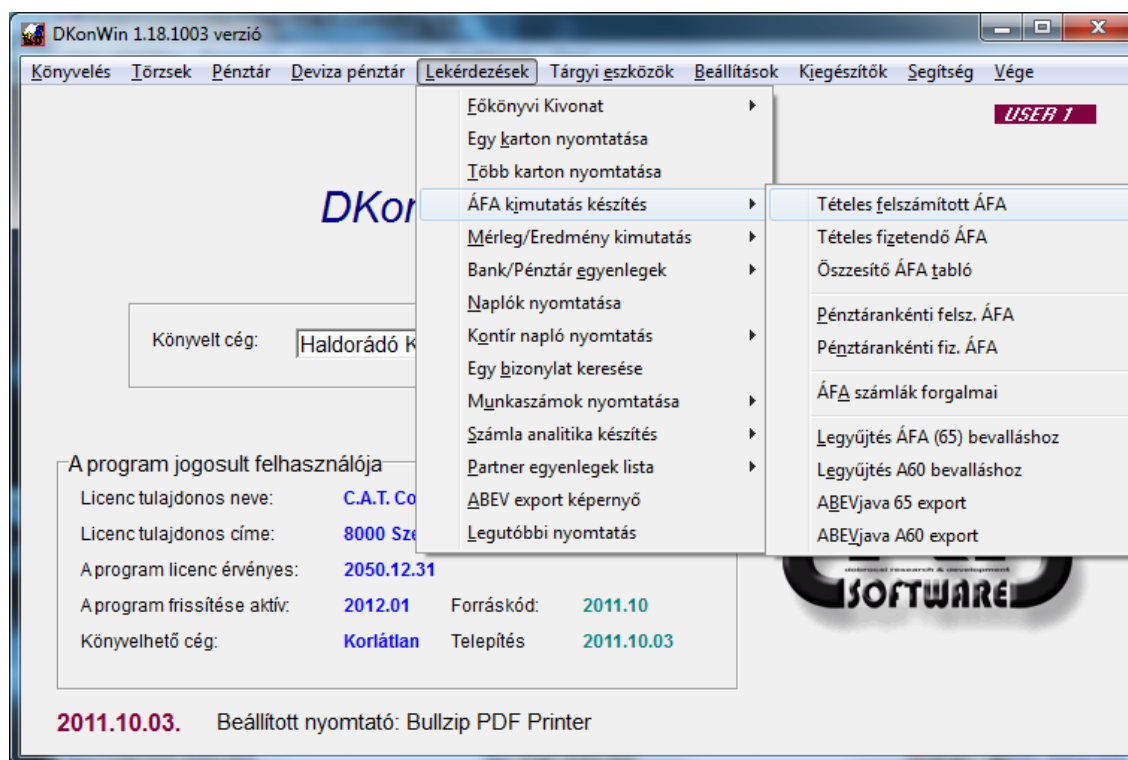 DKonWin 1.18.1003 verzió
Könyvelés Törzsek Pénztár Deviza pénztár Lekérdezések Tárgyi eszközök Beállítások Kiegészítők Segítség Vége
USER 1
Főkönyvi Kivonat
Egy karton nyomtatása
Több karton nyomtatása
ÁFA kimutatás készítés
Mérleg/Eredmény kimutatás
Bank/Pénztár egyenlegek
Naplók nyomtatása
Kontír napló nyomtatás
Egy bizonylat keresése
Munkaszámok nyomtatása
Számla analitika készítés
Partner egyenlegek lista
ABEV export képernyő
Legutóbbi nyomtatás
Tételes felszámított ÁFA
Tételes fizetendő ÁFA
Öszzesítő ÁFA tabló
Pénztárankénti felsz. ÁFA
Pénztárankénti fiz. ÁFA
ÁFA számlák forgalmai
Legyűjtés ÁFA (65) bevalláshoz
Legyűjtés A60 bevalláshoz
ABEVjava 65 export
ABEVjava A60 export
DKon
Könyvelt cég: Haldorádó K
A program jogosult felhasználója
Licenc tulajdonos neve: C.A.T. Co
Licenc tulajdonos címe: 8000 Szé
A program licenc érvényes: 2050.12.31
A program frissítése aktív: 2012.01 Forráskód: 2011.10
Könyvelhető cég: Korlátlan Telepítés 2011.10.03
research & development
SOFTWARE
2011.10.03. Beállított nyomtató: Bullzip PDF Printer